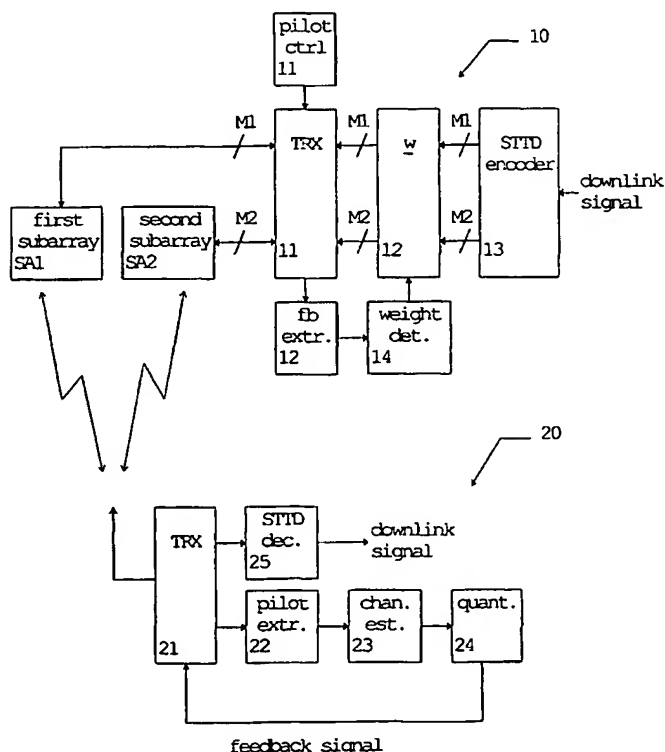 pilot
ctrl
11
10
M1
TRX
M1
w
M1
STTD
encoder
downlink
signal
first
subarray
SA1
second
subarray
SA2
M2
11
M2
12
M2
13
fb
extr.
12
weight
det.
14
20
TRX
21
STTD
dec.
25
downlink
signal
pilot
extr.
22
chan.
est.
23
quant.
24
feedback signal